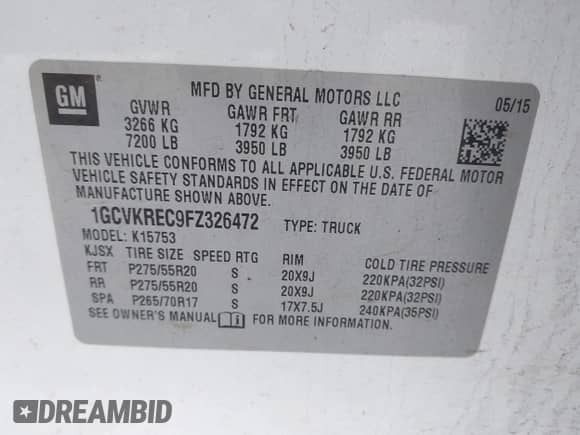 GM
MFD BY GENERAL MOTORS LLC 05/15
GVWR GAWR FRT GAWR RR
3266 KG 1792 KG 1792 KG
7200 LB 3950 LB 3950 LB
THIS VEHICLE CONFORMS TO ALL APPLICABLE U.S. FEDERAL MOTOR
VEHICLE SAFETY STANDARDS IN EFFECT ON THE DATE OF
MANUFACTURE SHOWN ABOVE.
1GCVKREC9FZ326472 TYPE: TRUCK
MODEL: K15753
KJSX TIRE SIZE SPEED RTG RIM COLD TIRE PRESSURE
FRT P275/55R20 S 20X9J 220KPA(32PSI)
RR P275/55R20 S 20X9J 220KPA(32PSI)
SPA P265/70R17 S 17X7.5J 240KPA(35PSI)
SEE OWNER'S MANUAL FOR MORE INFORMATION.
DREAMBID